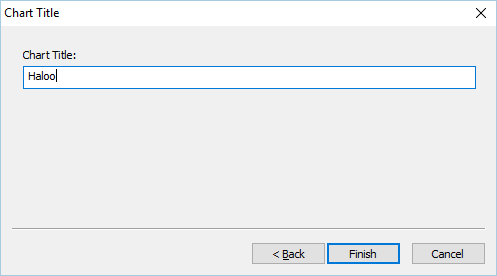 Chart Title
Chart Title:
Haloo
< Back
Finish
Cancel